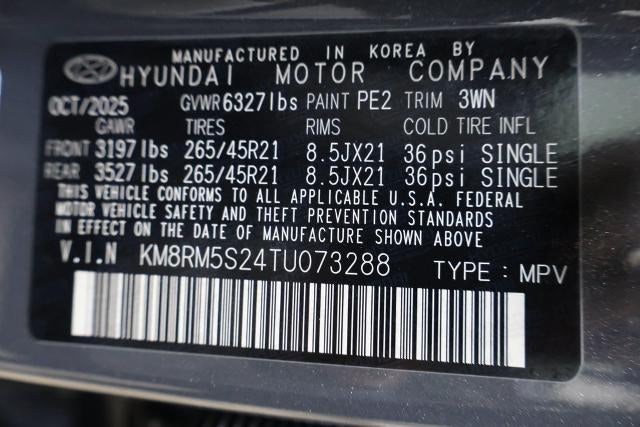 MANUFACTURED IN KOREA BY
HYUNDAI MOTOR COMPANY
OCT/2025 GVWR 6327lbs PAINT PE2 TRIM 3WN
GAWR TIRES RIMS COLD TIRE INFL
FRONT 3197lbs 265/45R21 8.5JX21 36psi SINGLE
REAR 3527lbs 265/45R21 8.5JX21 36psi SINGLE
THIS VEHICLE CONFORMS TO ALL APPLICABLE U.S.A. FEDERAL
MOTOR VEHICLE SAFETY AND THEFT PREVENTION STANDARDS
IN EFFECT ON THE DATE OF MANUFACTURE SHOWN ABOVE
V.I.N KM8RM5S24TU073288 TYPE : MPV